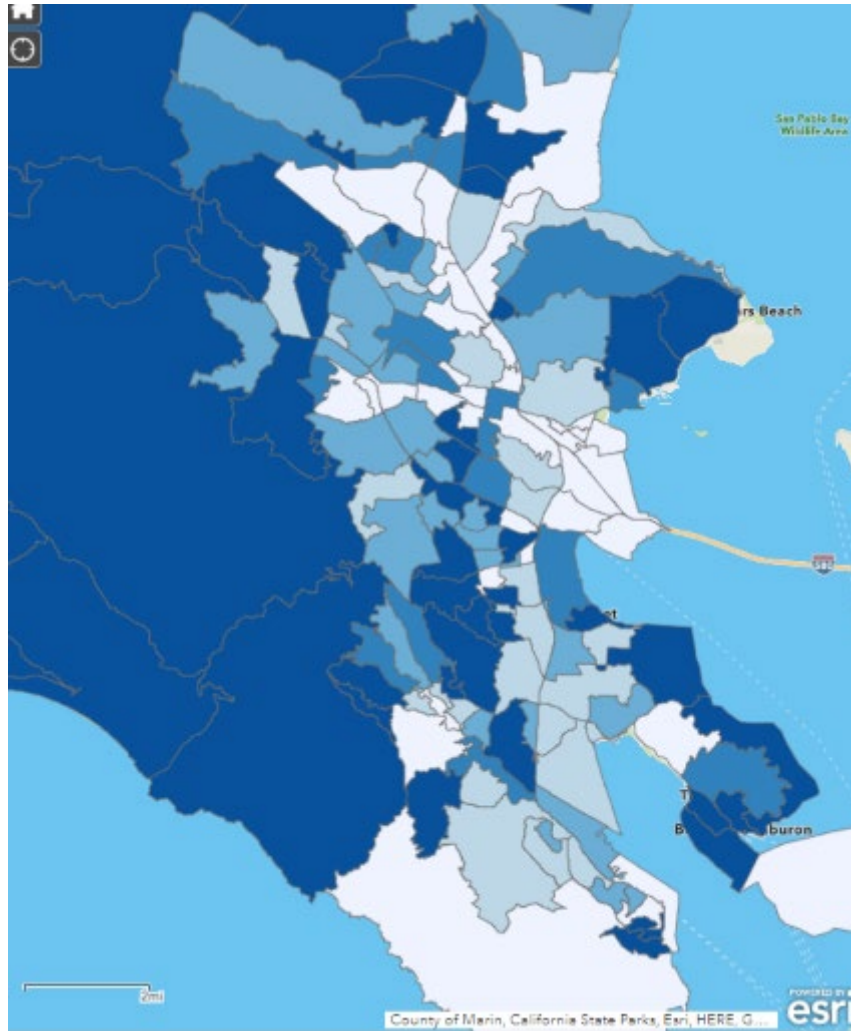 San Pablo Bay
Wildlife Area
rs Beach
580
2mi
County of Marin, California State Parks, Esri, HERE, G...
POWERED BY
esri